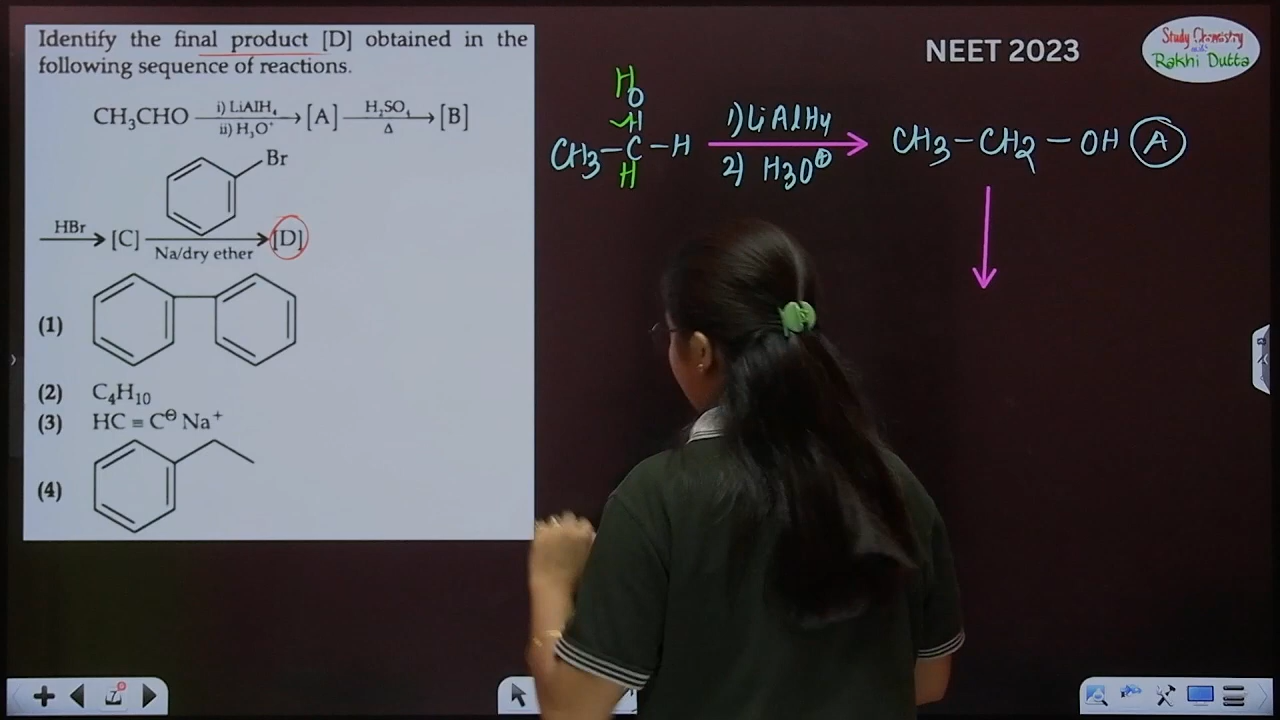 Identify the final product [D] obtained in the
following sequence of reactions.
CH₃CHO i) LiAlH₄ ii) H₃O⁺ [A] H₂SO₄ Δ [B]
Br
HBr [C] Na/dry ether [D]
(1)
(2) C₄H₁₀
(3) HC ≡ C⊖ Na⁺
(4)
NEET 2023
Study Chemistry
with
Rakhi Dutta
H
O
H
CH₃–C–H 1) LiAlH₄ CH₃–CH₂–OH A
2) H₃O⊕
H